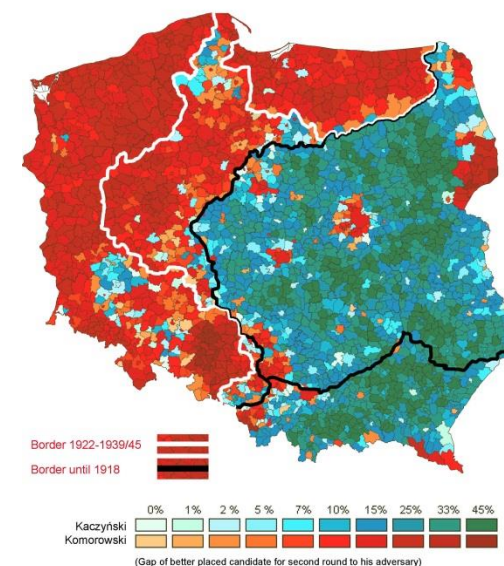 Border 1922-1939/45
Border until 1918
0% 1% 2 % 5 % 7% 10% 15% 25% 33% 45%
Kaczyński
Komorowski
(Gap of better placed candidate for second round to his adversary)